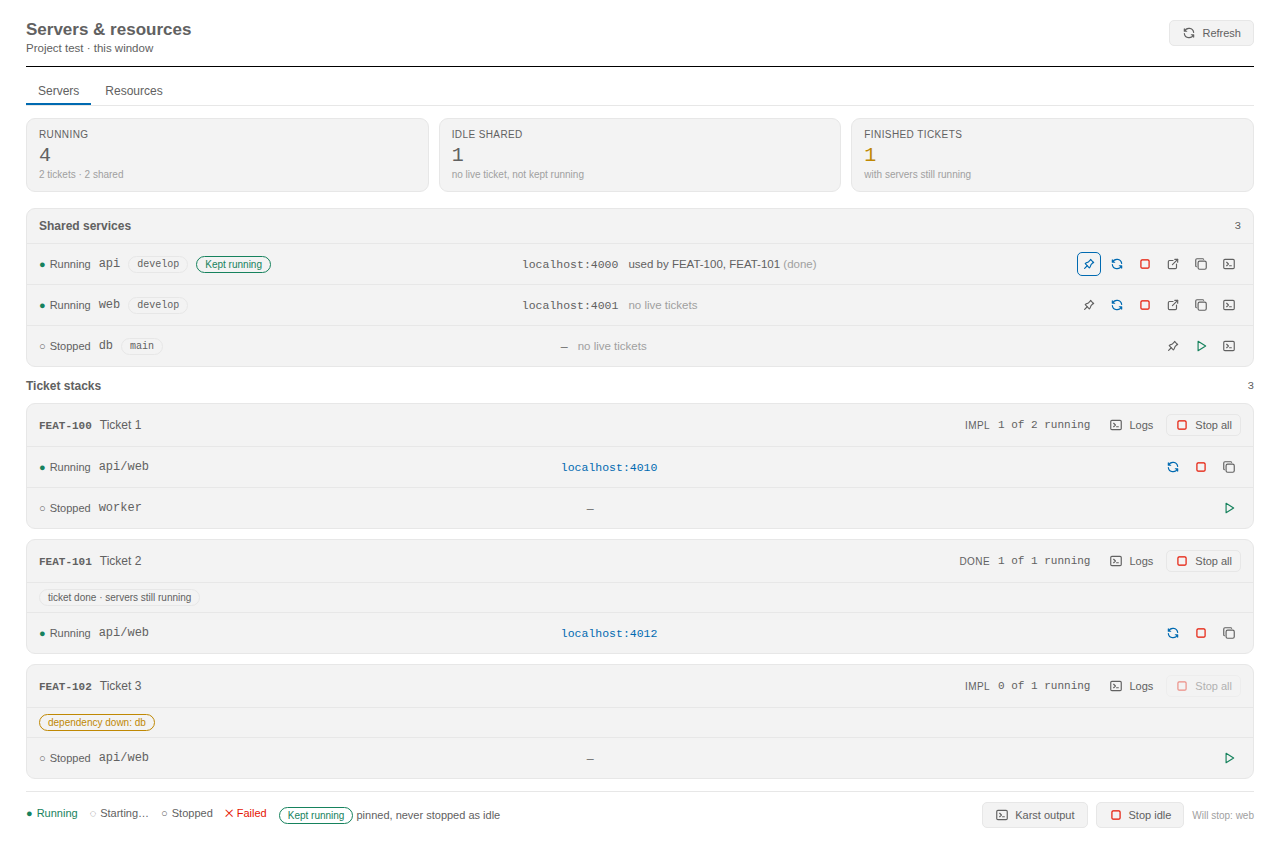 Servers & resources
Project test · this window
Refresh
Servers Resources
RUNNING
4
2 tickets · 2 shared
IDLE SHARED
1
no live ticket, not kept running
FINISHED TICKETS
1
with servers still running
Shared services 3
● Running api develop Kept running localhost:4000 used by FEAT-100, FEAT-101 (done)
● Running web develop localhost:4001 no live tickets
○ Stopped db main — no live tickets
Ticket stacks 3
FEAT-100 Ticket 1 IMPL 1 of 2 running Logs Stop all
● Running api/web localhost:4010
○ Stopped worker —
FEAT-101 Ticket 2 DONE 1 of 1 running Logs Stop all
ticket done · servers still running
● Running api/web localhost:4012
FEAT-102 Ticket 3 IMPL 0 of 1 running Logs Stop all
dependency down: db
○ Stopped api/web —
● Running ○ Starting… ○ Stopped ✕ Failed Kept running pinned, never stopped as idle Karst output Stop idle Will stop: web